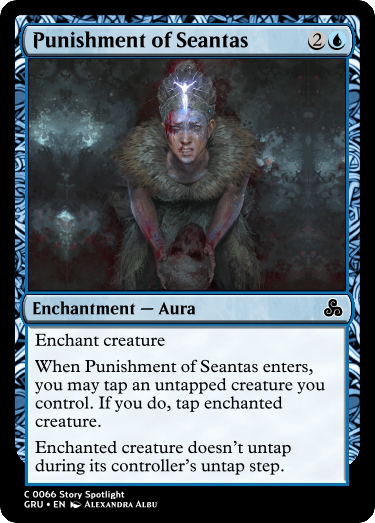 Punishment of Seantas 2
Enchantment — Aura
Enchant creature
When Punishment of Seantas enters,
you may tap an untapped creature you
control. If you do, tap enchanted
creature.
Enchanted creature doesn't untap
during its controller's untap step.
C 0066 Story Spotlight
GRU • EN Alexandra Albu